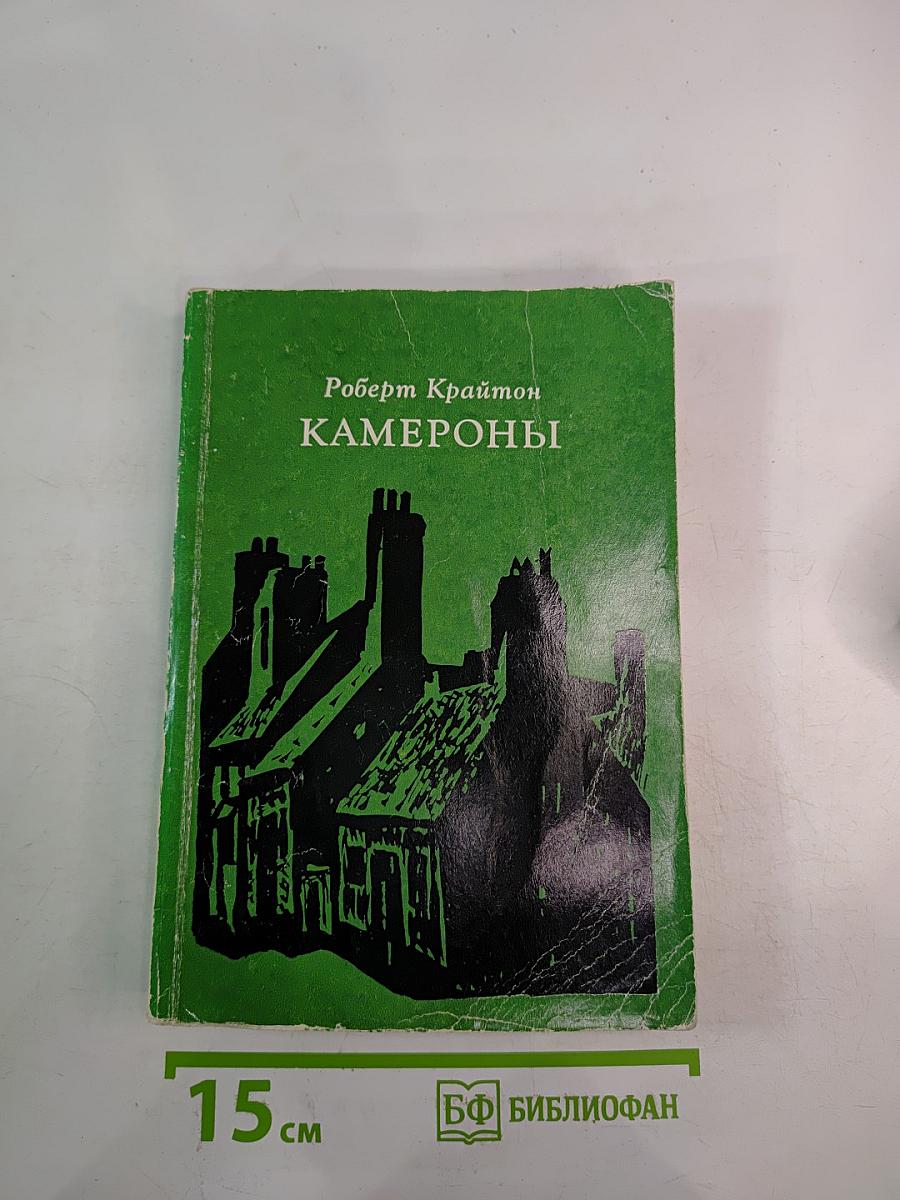 Роберт Крайтон
КАМЕРОНЫ
15 см
БФ БИБЛИОФАН